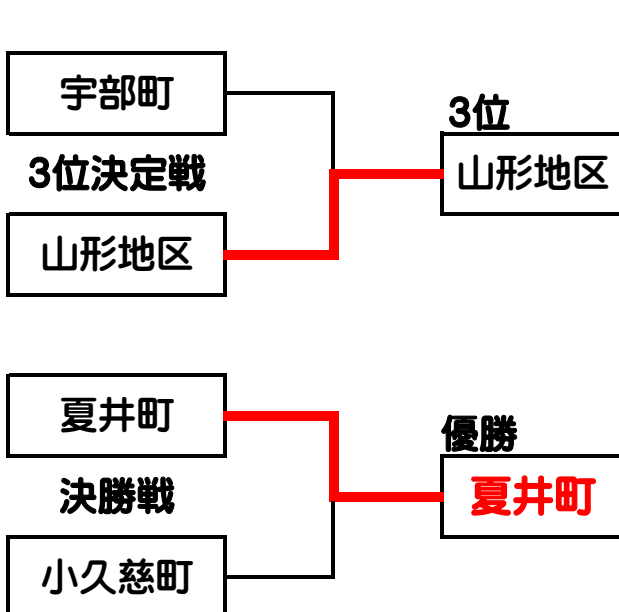 宇部町
3位決定戦
山形地区
3位
山形地区
夏井町
決勝戦
小久慈町
優勝
夏井町